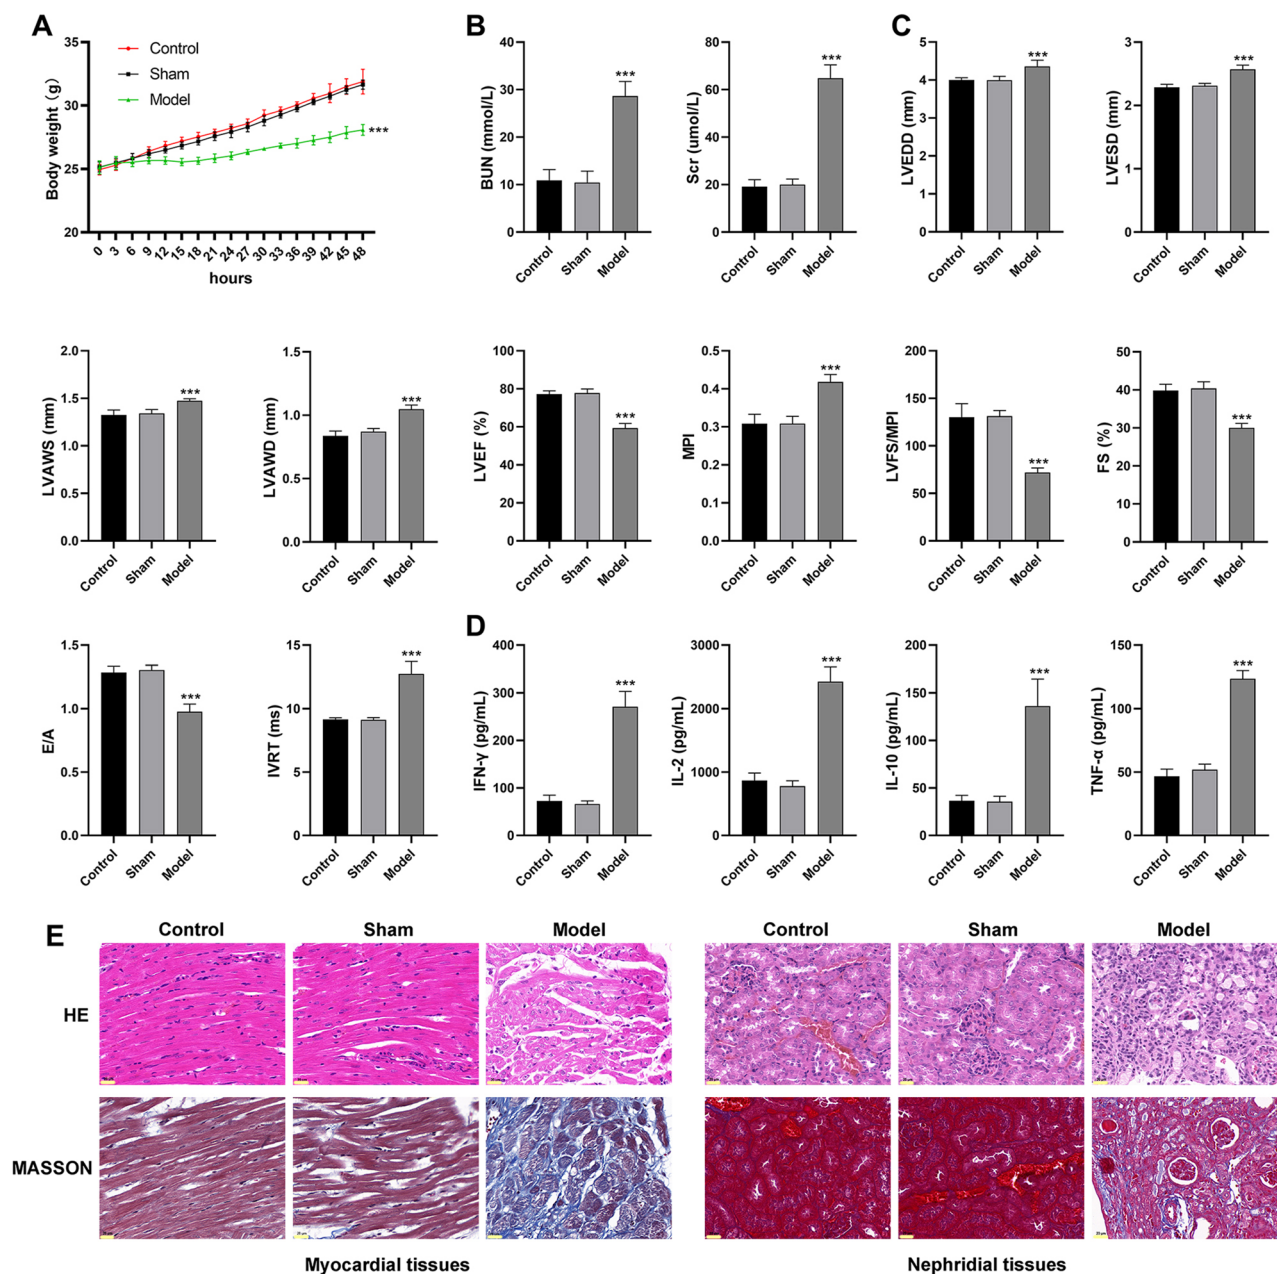 A
Body weight (g)
35
30
25
20
Control
Sham
Model
***
0 3 6 9 12 15 18 21 24 27 30 33 36 39 42 45 48
hours
B
BUN (mmol/L)
40
30
20
10
0
***
Control Sham Model
Scr (umol/L)
80
60
40
20
0
***
Control Sham Model
C
LVEDD (mm)
5
4
3
2
1
0
***
Control Sham Model
LVESD (mm)
3
2
1
0
***
Control Sham Model
LVAWS (mm)
2.0
1.5
1.0
0.5
0.0
***
Control Sham Model
LVAWD (mm)
1.5
1.0
0.5
0.0
***
Control Sham Model
LVEF (%)
100
80
60
40
20
0
***
Control Sham Model
MPI
0.5
0.4
0.3
0.2
0.1
0.0
***
Control Sham Model
LVFS/MPI
200
150
100
50
0
***
Control Sham Model
FS (%)
50
40
30
20
10
0
***
Control Sham Model
E/A
1.5
1.0
0.5
0.0
***
Control Sham Model
IVRT (ms)
15
10
5
0
***
Control Sham Model
D
IFN-γ (pg/mL)
400
300
200
100
0
***
Control Sham Model
IL-2 (pg/mL)
3000
2000
1000
0
***
Control Sham Model
IL-10 (pg/mL)
200
150
100
50
0
***
Control Sham Model
TNF-α (pg/mL)
150
100
50
0
***
Control Sham Model
E
Control Sham Model Control Sham Model
HE
MASSON
Myocardial tissues Nephridial tissues